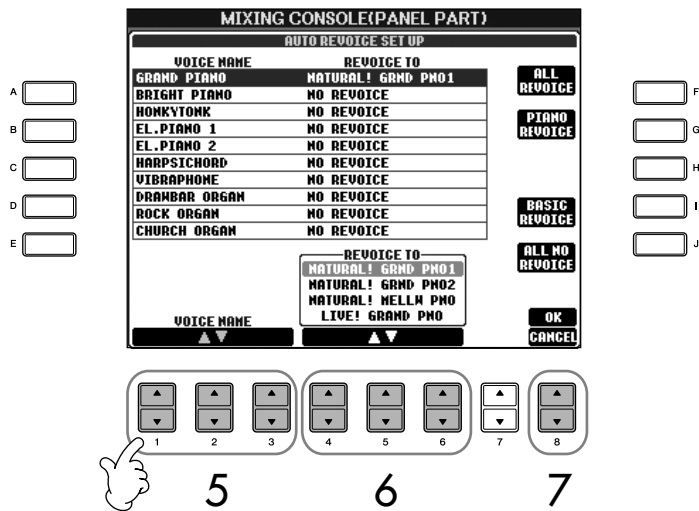 MIXING CONSOLE(PANEL PART)
AUTO REVOICE SET UP
VOICE NAME REVOICE TO
GRAND PIANO NATURAL! GRND PNO1
BRIGHT PIANO NO REVOICE
HONKYTONK NO REVOICE
EL.PIANO 1 NO REVOICE
EL.PIANO 2 NO REVOICE
HARPSICHORD NO REVOICE
VIBRAPHONE NO REVOICE
DRAWBAR ORGAN NO REVOICE
ROCK ORGAN NO REVOICE
CHURCH ORGAN NO REVOICE
ALL REVOICE
PIANO REVOICE
BASIC REVOICE
ALL NO REVOICE
REVOICE TO
NATURAL! GRND PNO1
NATURAL! GRND PNO2
NATURAL! MELLW PNO
LIVE! GRAND PNO
VOICE NAME
OK
CANCEL
A
B
C
D
E
F
G
H
I
J
1 2 3 4 5 6 7 8
5 6 7